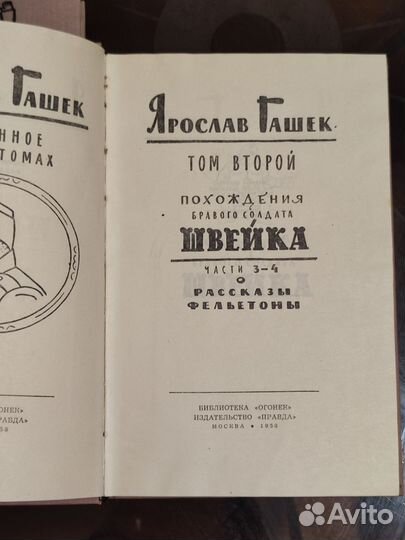 ГАШЕК
ТОМАХ
ЯРОСЛАВ ГАШЕК
ТОМ ВТОРОЙ
ПОХОЖДЕНИЯ
БРАВОГО СОЛДАТА
ШВЕЙКА
ЧАСТИ 3-4
РАССКАЗЫ
ФЕЛЬЕТОНЫ
БИБЛИОТЕКА «ОГОНЕК»
ИЗДАТЕЛЬСТВО «ПРАВДА»
МОСКВА • 1958
Avito